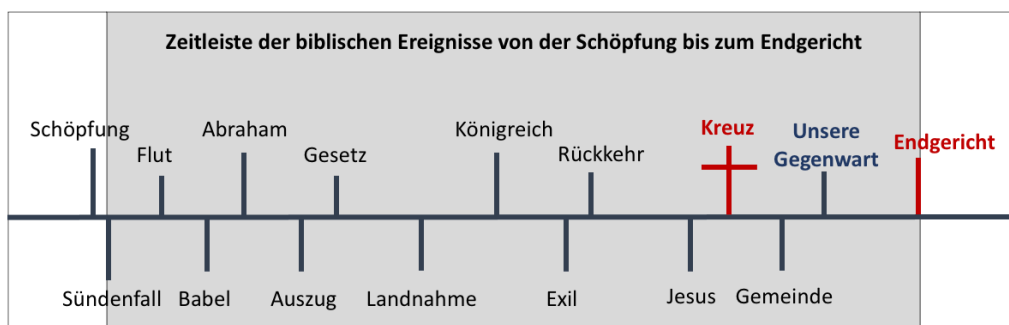 Zeitleiste der biblischen Ereignisse von der Schöpfung bis zum Endgericht
Schöpfung
Flut
Abraham
Gesetz
Königreich
Rückkehr
Kreuz
Unsere
Gegenwart
Endgericht
Sündenfall
Babel
Auszug
Landnahme
Exil
Jesus
Gemeinde